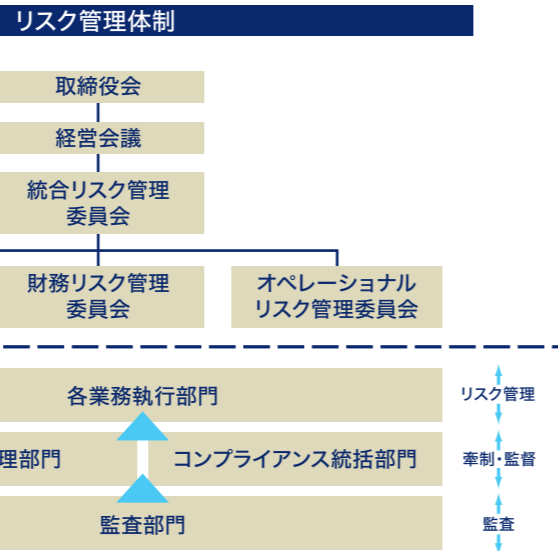 リスク管理体制
取締役会
経営会議
統合リスク管理
委員会
財務リスク管理
委員会
オペレーショナル
リスク管理委員会
各業務執行部門
リスク管理
理部門
コンプライアンス統括部門
牽制・監督
監査部門
監査